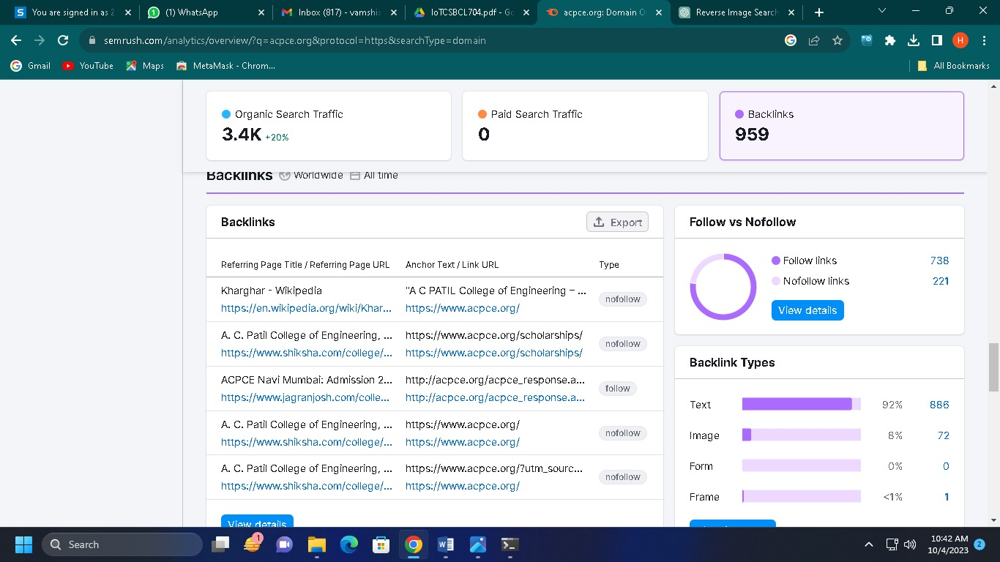 You are signed in as 2
(1) WhatsApp
Inbox (817) - vamshis
IoTCSBCL704.pdf - Go
acpce.org: Domain O
Reverse Image Search
semrush.com/analytics/overview/?q=acpce.org&protocol=https&searchType=domain
H
Gmail YouTube Maps MetaMask - Chrom... All Bookmarks
Organic Search Traffic
3.4K +20%
Paid Search Traffic
0
Backlinks
959
Backlinks Worldwide All time
Backlinks
Export
Referring Page Title / Referring Page URL Anchor Text / Link URL Type
Kharghar - Wikipedia "A C PATIL College of Engineering – ...
https://en.wikipedia.org/wiki/Khar... https://www.acpce.org/
nofollow
A. C. Patil College of Engineering, ... https://www.acpce.org/scholarships/
https://www.shiksha.com/college/... https://www.acpce.org/scholarships/
nofollow
ACPCE Navi Mumbai: Admission 2... http://acpce.org/acpce_response.a...
https://www.jagranjosh.com/colle... http://acpce.org/acpce_response.a...
follow
A. C. Patil College of Engineering, ... https://www.acpce.org/
https://www.shiksha.com/college/... https://www.acpce.org/
nofollow
A. C. Patil College of Engineering, ... https://www.acpce.org/?utm_sourc...
https://www.shiksha.com/college/... https://www.acpce.org/
nofollow
View details
Follow vs Nofollow
Follow links 738
Nofollow links 221
View details
Backlink Types
Text 92% 886
Image 8% 72
Form 0% 0
Frame <1% 1
Search
1
10:42 AM
10/4/2023
2